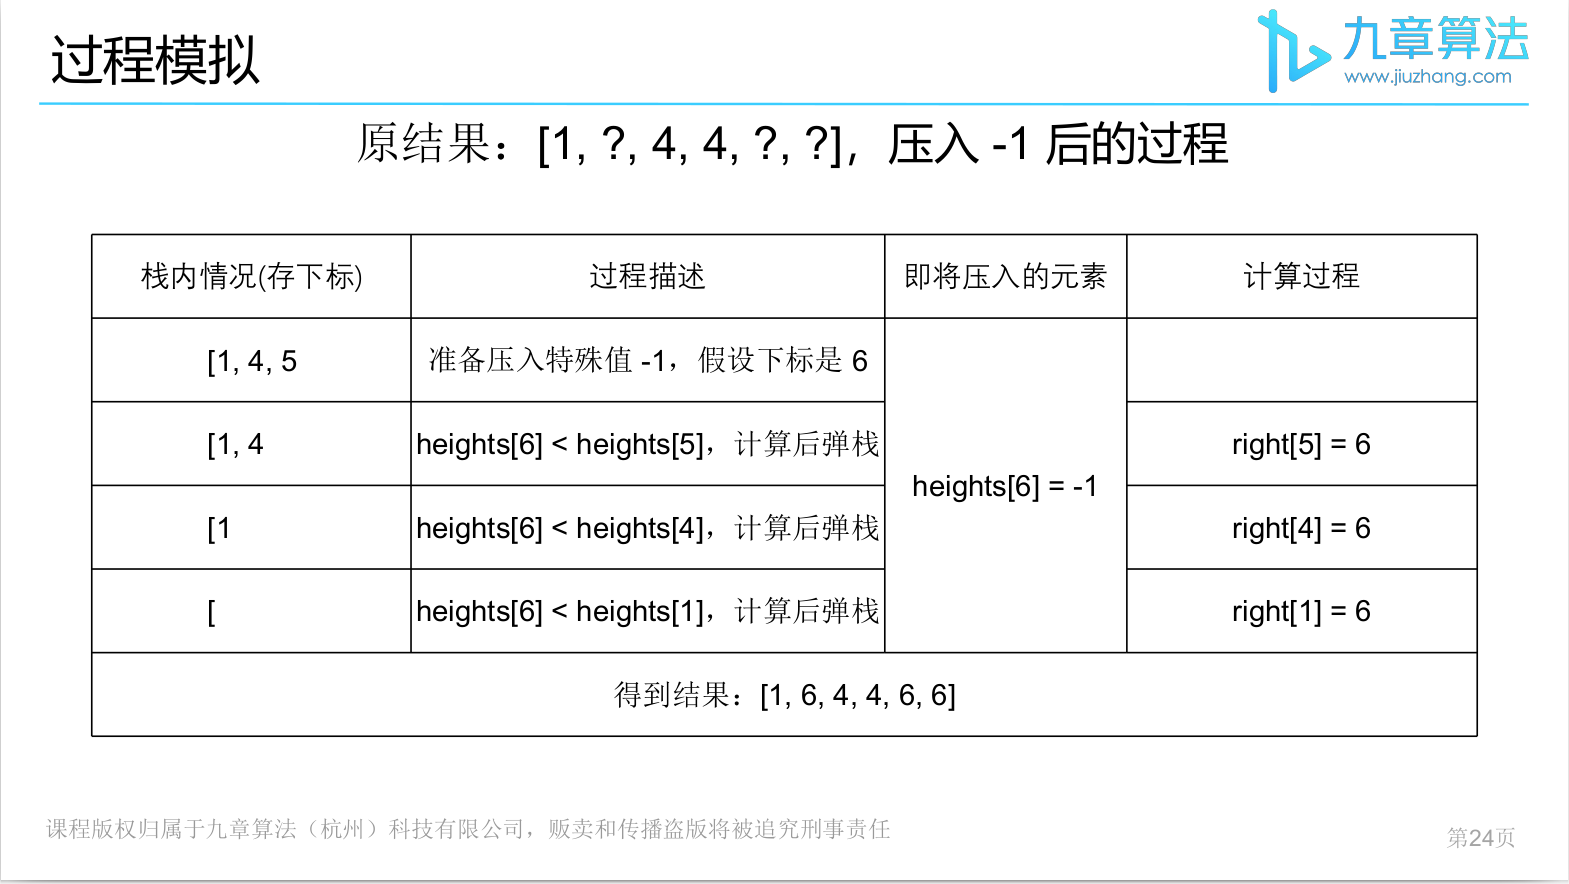 过程模拟
九章算法
www.jiuzhang.com
原结果：[1, ?, 4, 4, ?, ?]，压入 -1 后的过程
栈内情况(存下标) 过程描述 即将压入的元素 计算过程
[1, 4, 5 准备压入特殊值 -1，假设下标是 6
[1, 4 heights[6] < heights[5]，计算后弹栈 right[5] = 6
heights[6] = -1
[1 heights[6] < heights[4]，计算后弹栈 right[4] = 6
[ heights[6] < heights[1]，计算后弹栈 right[1] = 6
得到结果：[1, 6, 4, 4, 6, 6]
课程版权归属于九章算法（杭州）科技有限公司，贩卖和传播盗版将被追究刑事责任
第24页